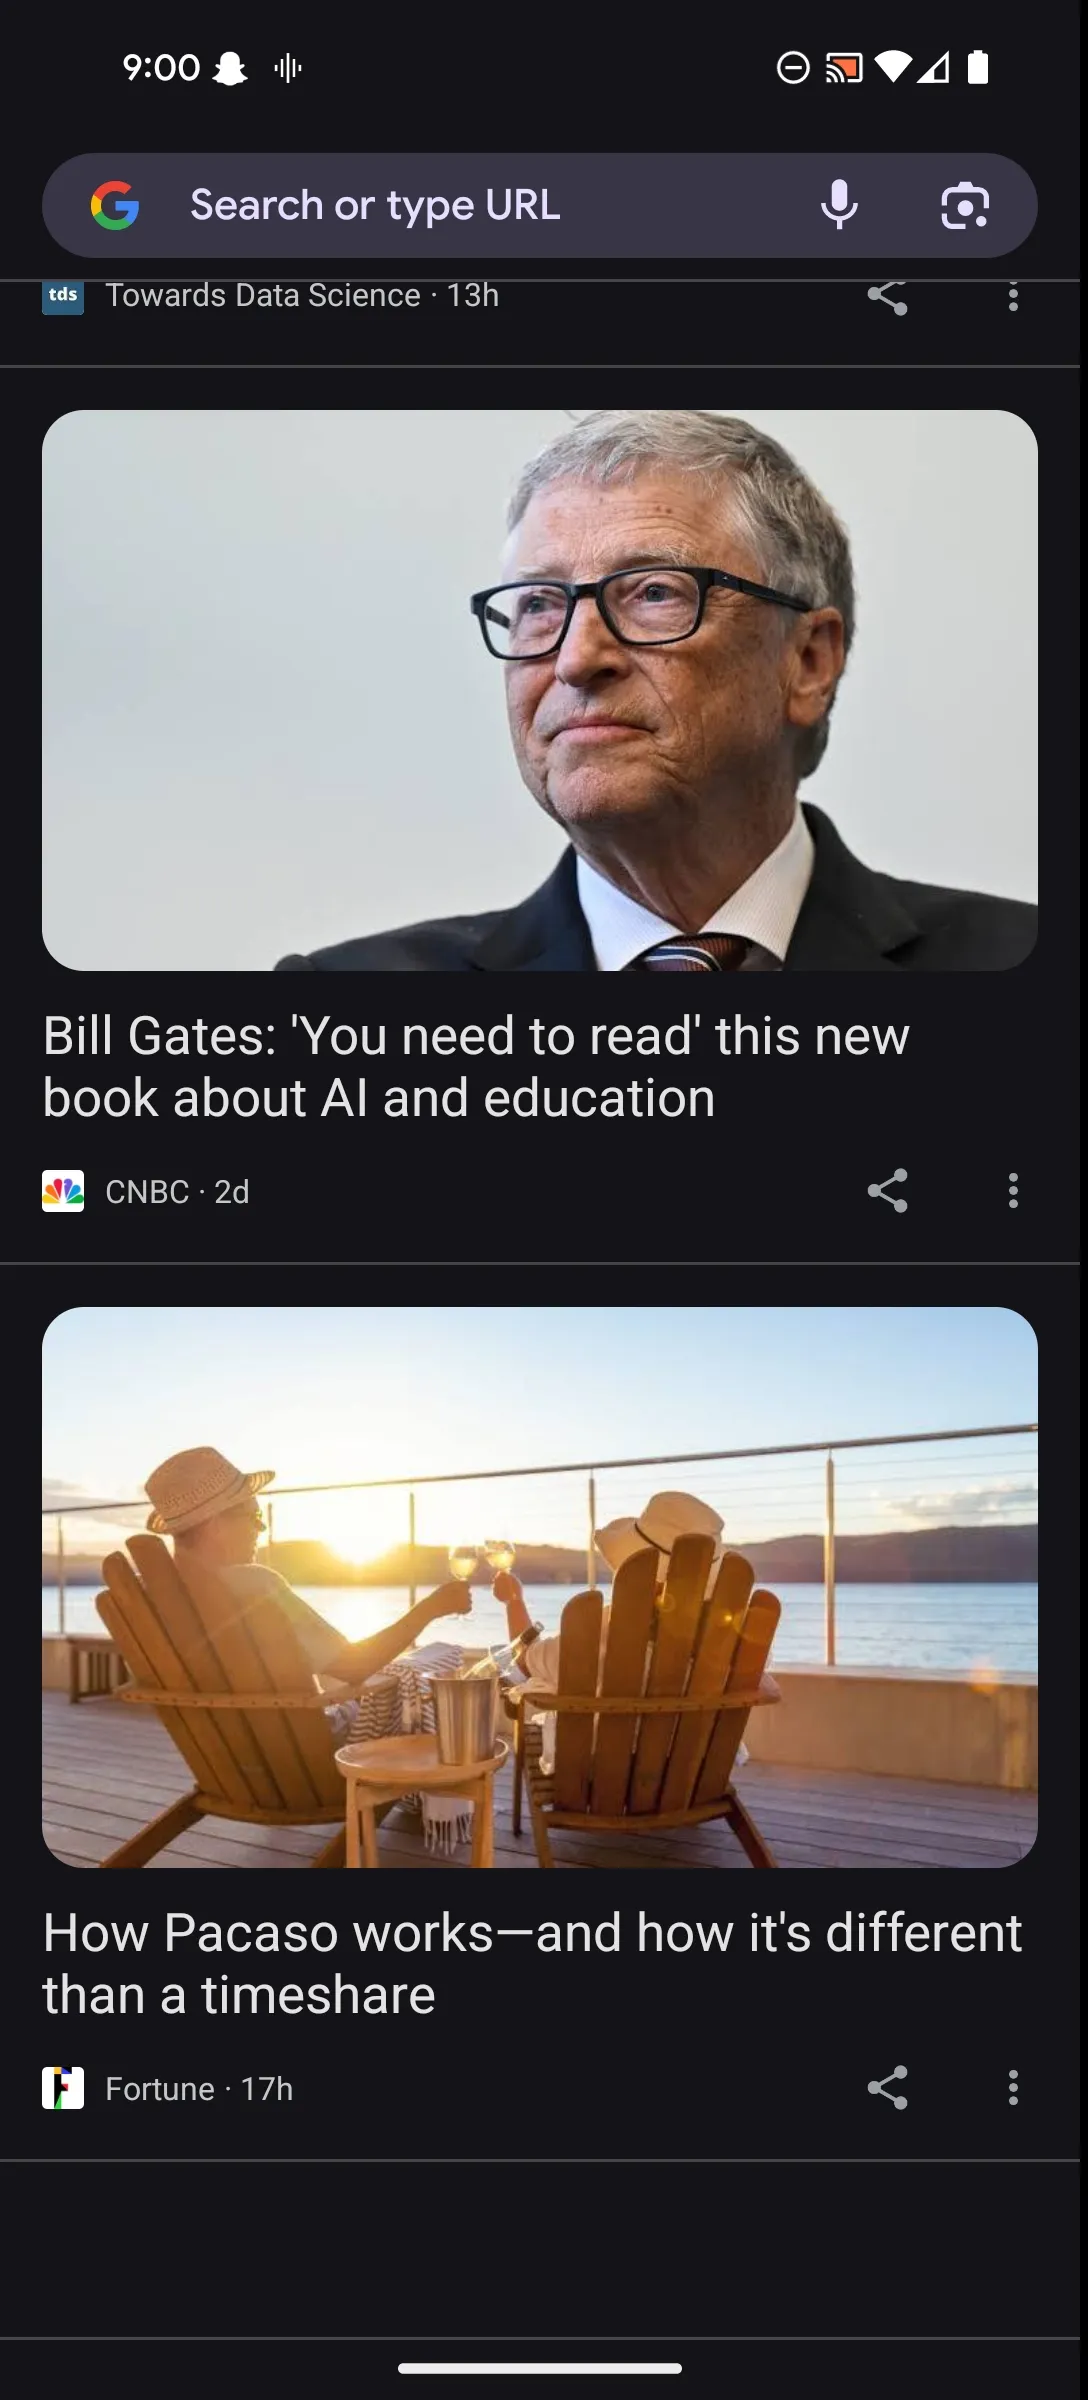 9:00
Search or type URL
tds Towards Data Science · 13h
Bill Gates: 'You need to read' this new
book about AI and education
CNBC · 2d
How Pacaso works—and how it's different
than a timeshare
Fortune · 17h